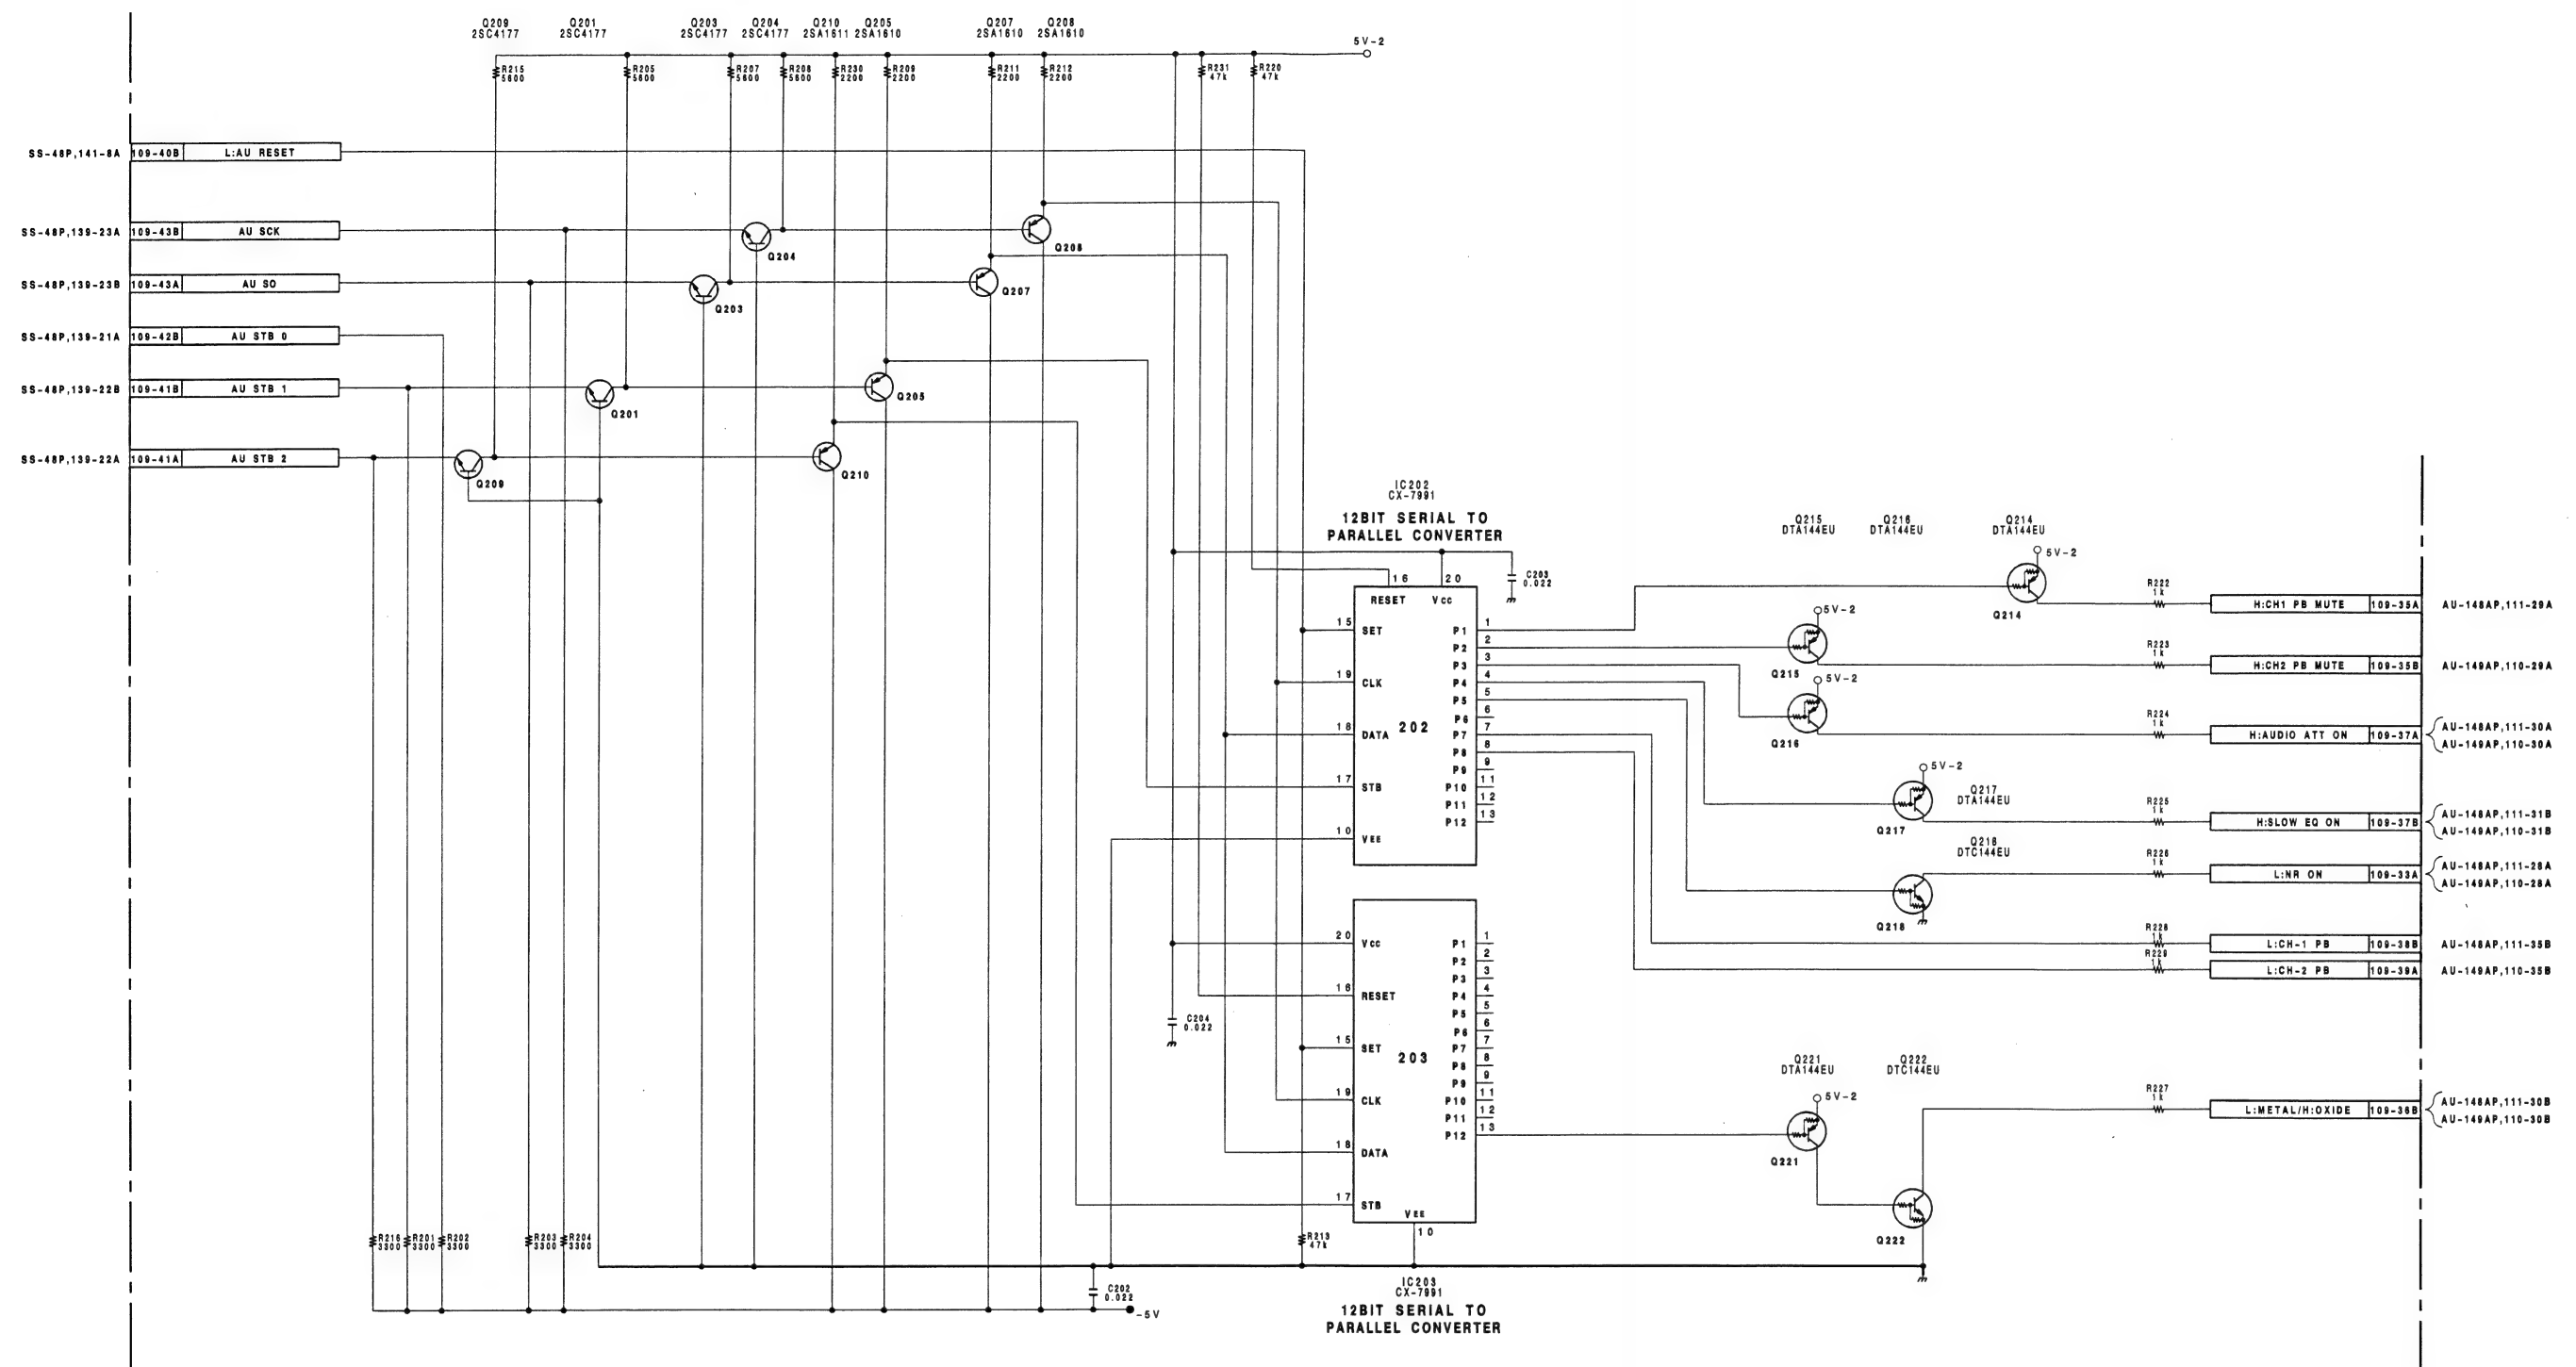 Q209 Q201 Q203 Q204 Q210 Q205 Q207 Q208
2SC4177 2SC4177 2SC4177 2SC4177 2SA1611 2SA1610 2SA1610 2SA1610
5V-2
R215 R205 R207 R208 R230 R209 R211 R212 R231 R220
5600 5600 5600 5600 2200 2200 2200 2200 47k 47k
SS-48P,141-8A 109-40B L:AU RESET
SS-48P,139-23A 109-43B AU SCK
Q204
Q208
SS-48P,139-23B 109-43A AU SO
Q203
Q207
SS-48P,139-21A 109-42B AU STB 0
SS-48P,139-22B 109-41B AU STB 1
Q201
Q205
SS-48P,139-22A 109-41A AU STB 2
Q209
Q210
IC202
CX-7991
12BIT SERIAL TO
PARALLEL CONVERTER
C203
0.022
16 20
RESET Vcc
15 SET
19 CLK
18 DATA
17 STB
10 VEE
202
P1 1
P2 2
P3 3
P4 4
P5 5
P6 6
P7 7
P8 8
P9 9
P10 11
P11 12
P12 13
Q215 Q216 Q214
DTA144EU DTA144EU DTA144EU
5V-2
Q214
R222
1k
H:CH1 PB MUTE 109-35A AU-148AP,111-29A
5V-2
Q215
R223
1k
H:CH2 PB MUTE 109-35B AU-149AP,110-29A
5V-2
Q216
R224
1k
H:AUDIO ATT ON 109-37A
AU-148AP,111-30A
AU-149AP,110-30A
5V-2
Q217
DTA144EU
Q217
R225
1k
H:SLOW EQ ON 109-37B
AU-148AP,111-31B
AU-149AP,110-31B
Q218
DTC144EU
Q218
R226
1k
L:NR ON 109-33A
AU-148AP,111-28A
AU-149AP,110-28A
R228
1k
L:CH-1 PB 109-38B AU-148AP,111-35B
R229
1k
L:CH-2 PB 109-39A AU-149AP,110-35B
20 Vcc
16 RESET
15 SET
19 CLK
18 DATA
17 STB
VEE
10
203
P1 1
P2 2
P3 3
P4 4
P5 5
P6 6
P7 7
P8 8
P9 9
P10 11
P11 12
P12 13
C204
0.022
Q221 Q222
DTA144EU DTC144EU
5V-2
Q221
Q222
R227
1k
L:METAL/H:OXIDE 109-36B
AU-148AP,111-30B
AU-149AP,110-30B
R216 R201 R202 R203 R204 R213
3300 3300 3300 3300 3300 47k
C202
0.022
-5V
IC203
CX-7991
12BIT SERIAL TO
PARALLEL CONVERTER